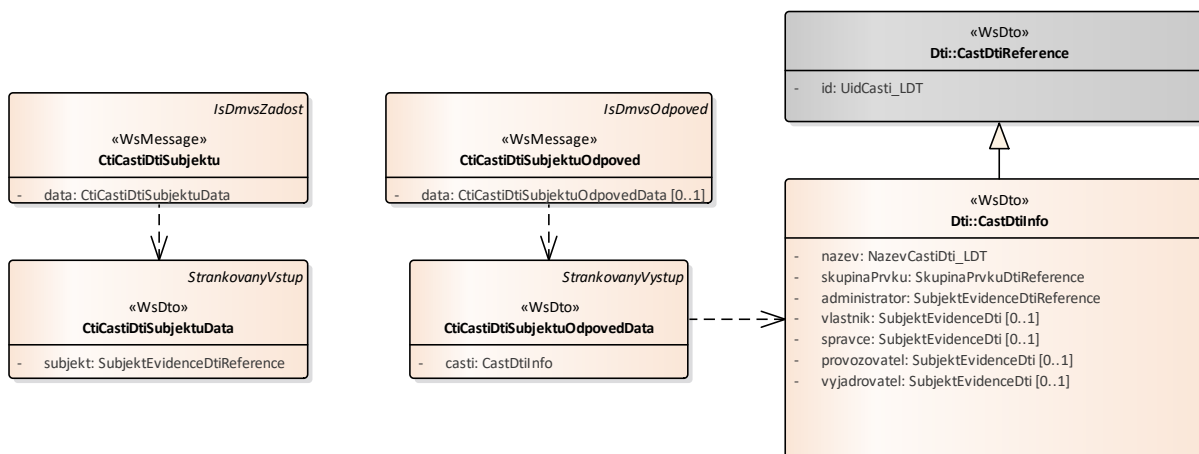 IsDmvsZadost
«WsMessage»
CtiCastiDtiSubjektu
- data: CtiCastiDtiSubjektuData
StrankovanyVstup
«WsDto»
CtiCastiDtiSubjektuData
- subjekt: SubjektEvidenceDtiReference
IsDmvsOdpoved
«WsMessage»
CtiCastiDtiSubjektuOdpoved
- data: CtiCastiDtiSubjektuOdpovedData [0..1]
StrankovanyVystup
«WsDto»
CtiCastiDtiSubjektuOdpovedData
- casti: CastDtiInfo
«WsDto»
Dti::CastDtiReference
- id: UidCasti_LDT
«WsDto»
Dti::CastDtiInfo
- nazev: NazevCastiDti_LDT
- skupinaPrvku: SkupinaPrvkuDtiReference
- administrator: SubjektEvidenceDtiReference
- vlastnik: SubjektEvidenceDti [0..1]
- spravce: SubjektEvidenceDti [0..1]
- provozovatel: SubjektEvidenceDti [0..1]
- vyjadrovatel: SubjektEvidenceDti [0..1]